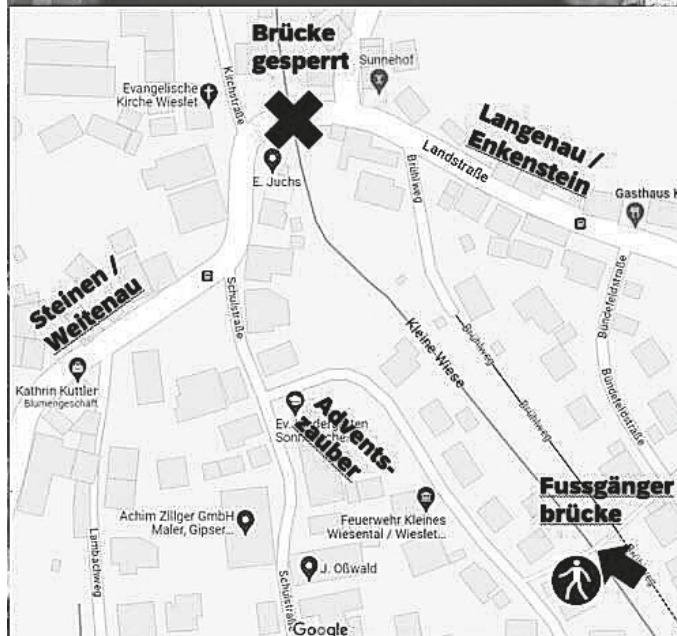 Brücke
gesperrt
Sunnehof
Evangelische
Kirche Wieslet
Kirchstraße
E. Juchs
Langenau /
Enkenstein
Landstraße
Brühlweg
Gasthaus K
Steinen /
Weitenau
Schulstraße
Bündefeldstraße
Kleine Wiese
Brühlweg
Kathrin Kuttler
Blumengeschäft
Brühlweg
Bündefeldstraße
Advents-
zauber
Fussgänger
brücke
Achim Zillger GmbH
Maler, Gipser...
Feuerwehr Kleines
Wiesental / Wieslet...
Lambachweg
J. Oßwald
Schulstraße
Google